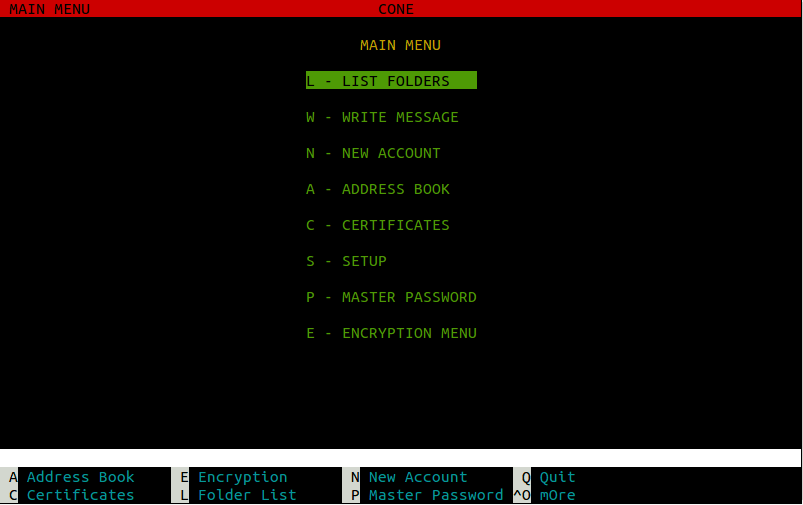 MAIN MENU CONE
MAIN MENU
L - LIST FOLDERS
W - WRITE MESSAGE
N - NEW ACCOUNT
A - ADDRESS BOOK
C - CERTIFICATES
S - SETUP
P - MASTER PASSWORD
E - ENCRYPTION MENU
A Address Book E Encryption N New Account Q Quit
C Certificates L Folder List P Master Password ^O mOre